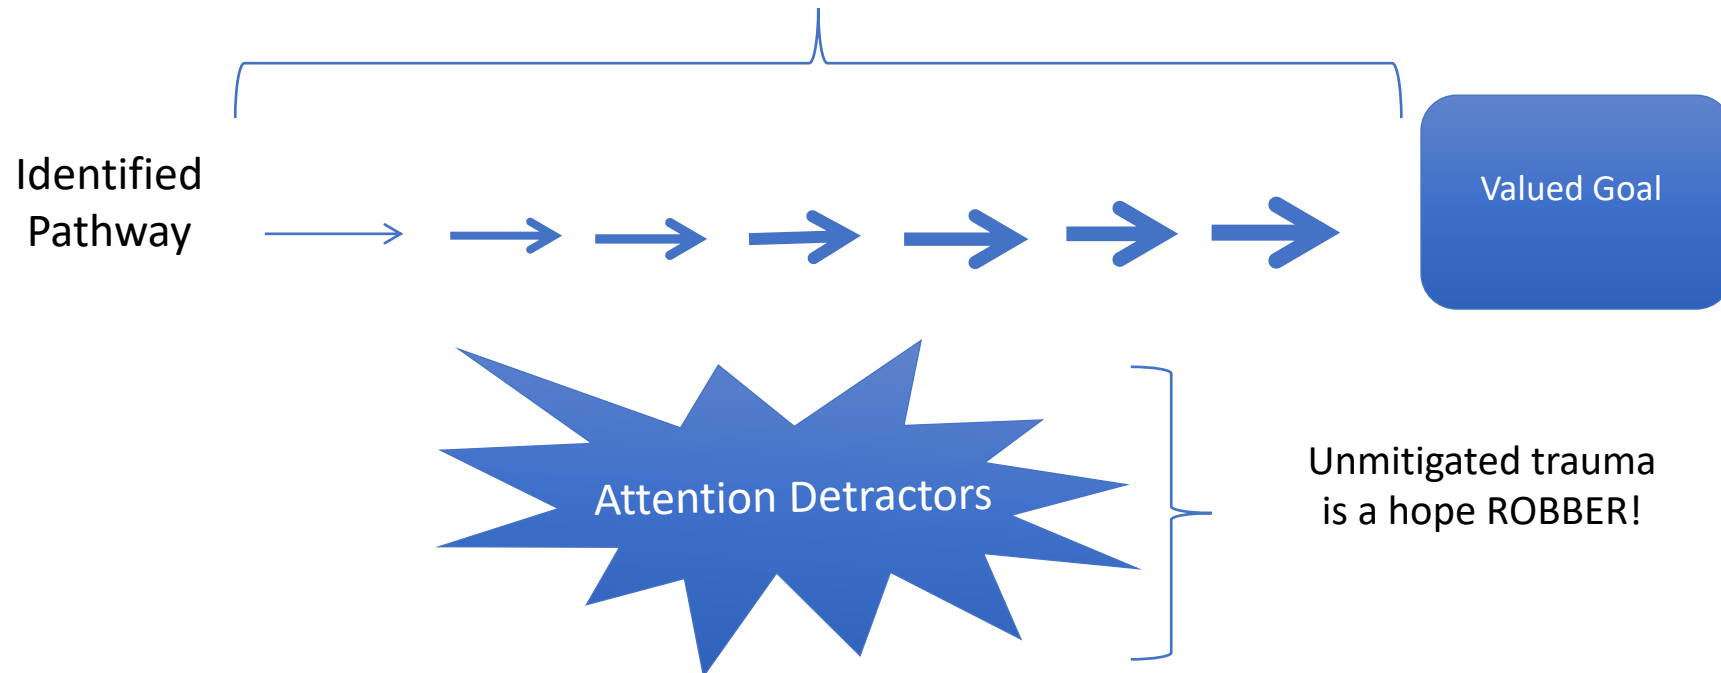 Identified
Pathway
Valued Goal
Attention Detractors
Unmitigated trauma
is a hope ROBBER!